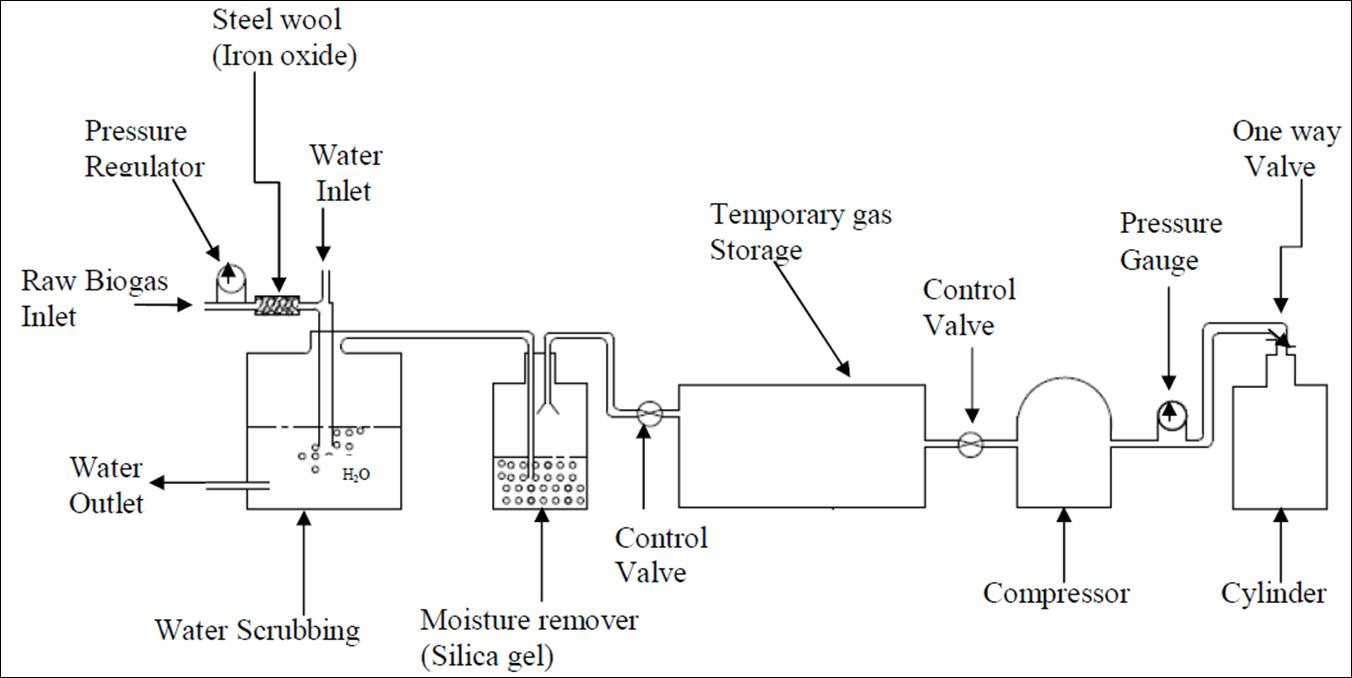 Steel wool
(Iron oxide)
Pressure
Regulator
Water
Inlet
One way
Valve
Temporary gas
Storage
Pressure
Gauge
Raw Biogas
Inlet
Control
Valve
Water
Outlet
H₂O
Control
Valve
Compressor
Cylinder
Water Scrubbing
Moisture remover
(Silica gel)